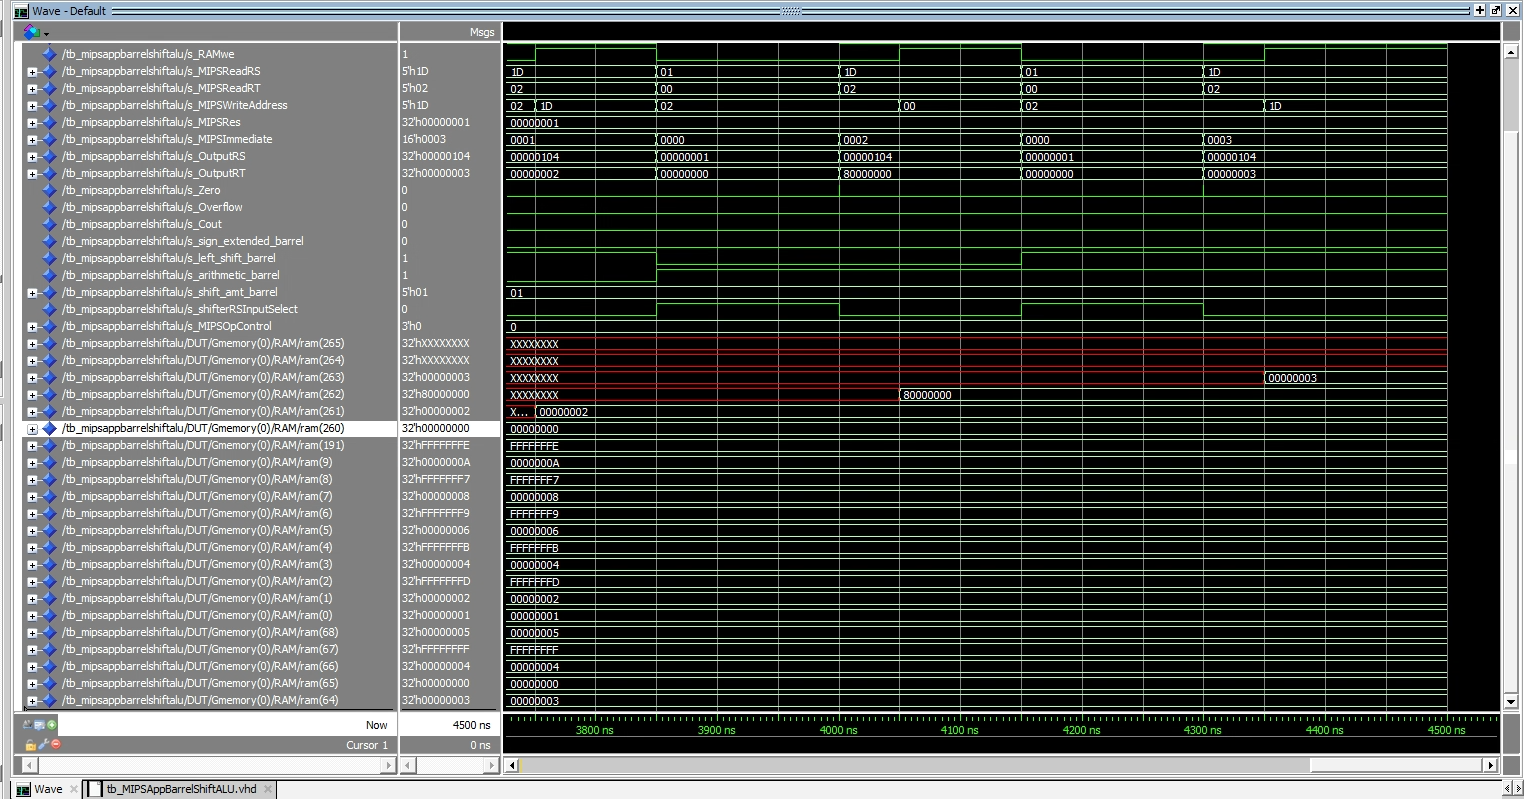 Wave - Default
Msgs
/tb_mipsappbarrelshiftalu/s_RAMwe 1
/tb_mipsappbarrelshiftalu/s_MIPSReadRS 5'h1D 1D 01 1D 01 1D
/tb_mipsappbarrelshiftalu/s_MIPSReadRT 5'h02 02 00 02 00 02
/tb_mipsappbarrelshiftalu/s_MIPSWriteAddress 5'h1D 02 1D 02 00 02 1D
/tb_mipsappbarrelshiftalu/s_MIPSRes 32'h00000001 00000001
/tb_mipsappbarrelshiftalu/s_MIPSImmediate 16'h0003 0001 0000 0002 0000 0003
/tb_mipsappbarrelshiftalu/s_OutputRS 32'h00000104 00000104 00000001 00000104 00000001 00000104
/tb_mipsappbarrelshiftalu/s_OutputRT 32'h00000003 00000002 00000000 80000000 00000000 00000003
/tb_mipsappbarrelshiftalu/s_Zero 0
/tb_mipsappbarrelshiftalu/s_Overflow 0
/tb_mipsappbarrelshiftalu/s_Cout 0
/tb_mipsappbarrelshiftalu/s_sign_extended_barrel 0
/tb_mipsappbarrelshiftalu/s_left_shift_barrel 1
/tb_mipsappbarrelshiftalu/s_arithmetic_barrel 1
/tb_mipsappbarrelshiftalu/s_shift_amt_barrel 5'h01 01
/tb_mipsappbarrelshiftalu/s_shifterRSInputSelect 0
/tb_mipsappbarrelshiftalu/s_MIPSOpControl 3'h0 0
/tb_mipsappbarrelshiftalu/DUT/Gmemory(0)/RAM/ram(265) 32'hXXXXXXXX XXXXXXXX
/tb_mipsappbarrelshiftalu/DUT/Gmemory(0)/RAM/ram(264) 32'hXXXXXXXX XXXXXXXX
/tb_mipsappbarrelshiftalu/DUT/Gmemory(0)/RAM/ram(263) 32'h00000003 XXXXXXXX 00000003
/tb_mipsappbarrelshiftalu/DUT/Gmemory(0)/RAM/ram(262) 32'h80000000 XXXXXXXX 80000000
/tb_mipsappbarrelshiftalu/DUT/Gmemory(0)/RAM/ram(261) 32'h00000002 X... 00000002
/tb_mipsappbarrelshiftalu/DUT/Gmemory(0)/RAM/ram(260) 32'h00000000 00000000
/tb_mipsappbarrelshiftalu/DUT/Gmemory(0)/RAM/ram(191) 32'hFFFFFFFE FFFFFFFE
/tb_mipsappbarrelshiftalu/DUT/Gmemory(0)/RAM/ram(9) 32'h0000000A 0000000A
/tb_mipsappbarrelshiftalu/DUT/Gmemory(0)/RAM/ram(8) 32'hFFFFFFF7 FFFFFFF7
/tb_mipsappbarrelshiftalu/DUT/Gmemory(0)/RAM/ram(7) 32'h00000008 00000008
/tb_mipsappbarrelshiftalu/DUT/Gmemory(0)/RAM/ram(6) 32'hFFFFFFF9 FFFFFFF9
/tb_mipsappbarrelshiftalu/DUT/Gmemory(0)/RAM/ram(5) 32'h00000006 00000006
/tb_mipsappbarrelshiftalu/DUT/Gmemory(0)/RAM/ram(4) 32'hFFFFFFFB FFFFFFFB
/tb_mipsappbarrelshiftalu/DUT/Gmemory(0)/RAM/ram(3) 32'h00000004 00000004
/tb_mipsappbarrelshiftalu/DUT/Gmemory(0)/RAM/ram(2) 32'hFFFFFFFD FFFFFFFD
/tb_mipsappbarrelshiftalu/DUT/Gmemory(0)/RAM/ram(1) 32'h00000002 00000002
/tb_mipsappbarrelshiftalu/DUT/Gmemory(0)/RAM/ram(0) 32'h00000001 00000001
/tb_mipsappbarrelshiftalu/DUT/Gmemory(0)/RAM/ram(68) 32'h00000005 00000005
/tb_mipsappbarrelshiftalu/DUT/Gmemory(0)/RAM/ram(67) 32'hFFFFFFFF FFFFFFFF
/tb_mipsappbarrelshiftalu/DUT/Gmemory(0)/RAM/ram(66) 32'h00000004 00000004
/tb_mipsappbarrelshiftalu/DUT/Gmemory(0)/RAM/ram(65) 32'h00000000 00000000
/tb_mipsappbarrelshiftalu/DUT/Gmemory(0)/RAM/ram(64) 32'h00000003 00000003
Now 4500 ns 3800 ns 3900 ns 4000 ns 4100 ns 4200 ns 4300 ns 4400 ns 4500 ns
Cursor 1 0 ns
Wave tb_MIPSAppBarrelShiftALU.vhd